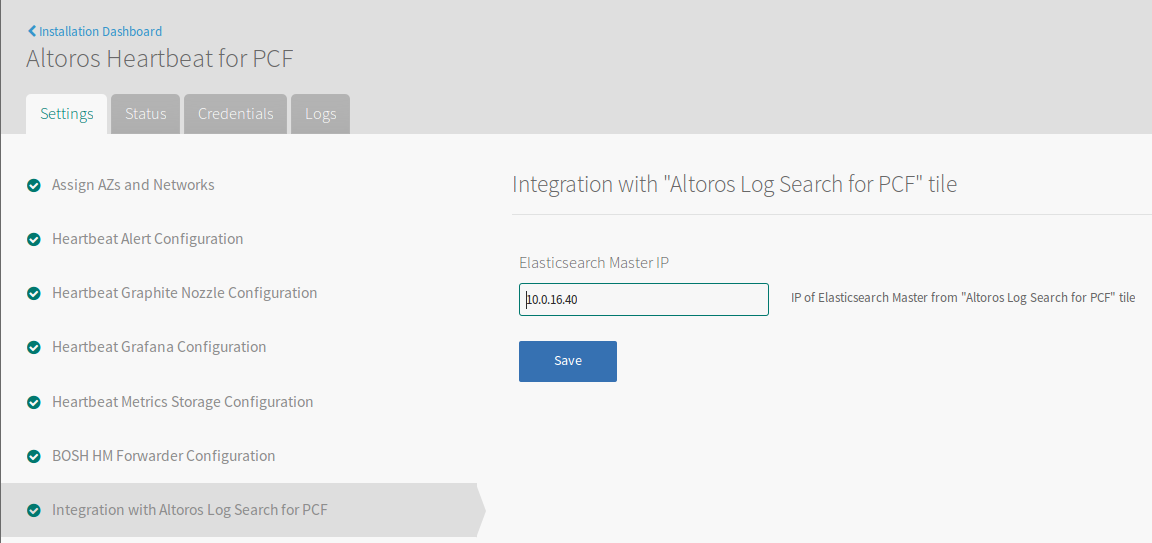 Installation Dashboard
Altoros Heartbeat for PCF
Settings
Status
Credentials
Logs
Assign AZs and Networks
Heartbeat Alert Configuration
Heartbeat Graphite Nozzle Configuration
Heartbeat Grafana Configuration
Heartbeat Metrics Storage Configuration
BOSH HM Forwarder Configuration
Integration with Altoros Log Search for PCF
Integration with "Altoros Log Search for PCF" tile
Elasticsearch Master IP
10.0.16.40
IP of Elasticsearch Master from "Altoros Log Search for PCF" tile
Save